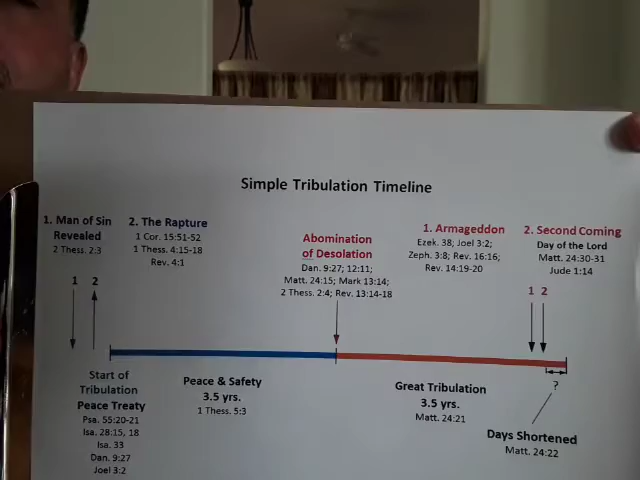 Simple Tribulation Timeline
1. Man of Sin
Revealed
2 Thess. 2:3
2. The Rapture
1 Cor. 15:51-52
1 Thess. 4:15-18
Rev. 4:1
Abomination
of Desolation
Dan. 9:27; 12:11;
Matt. 24:15; Mark 13:14;
2 Thess. 2:4; Rev. 13:14-18
1. Armageddon
Ezek. 38; Joel 3:2;
Zeph. 3:8; Rev. 16:16;
Rev. 14:19-20
2. Second Coming
Day of the Lord
Matt. 24:30-31
Jude 1:14
1 2
1 2
Start of
Tribulation
Peace Treaty
Psa. 55:20-21
Isa. 28:15, 18
Isa. 33
Dan. 9:27
Joel 3:2
Peace & Safety
3.5 yrs.
1 Thess. 5:3
Great Tribulation
3.5 yrs.
Matt. 24:21
?
Days Shortened
Matt. 24:22